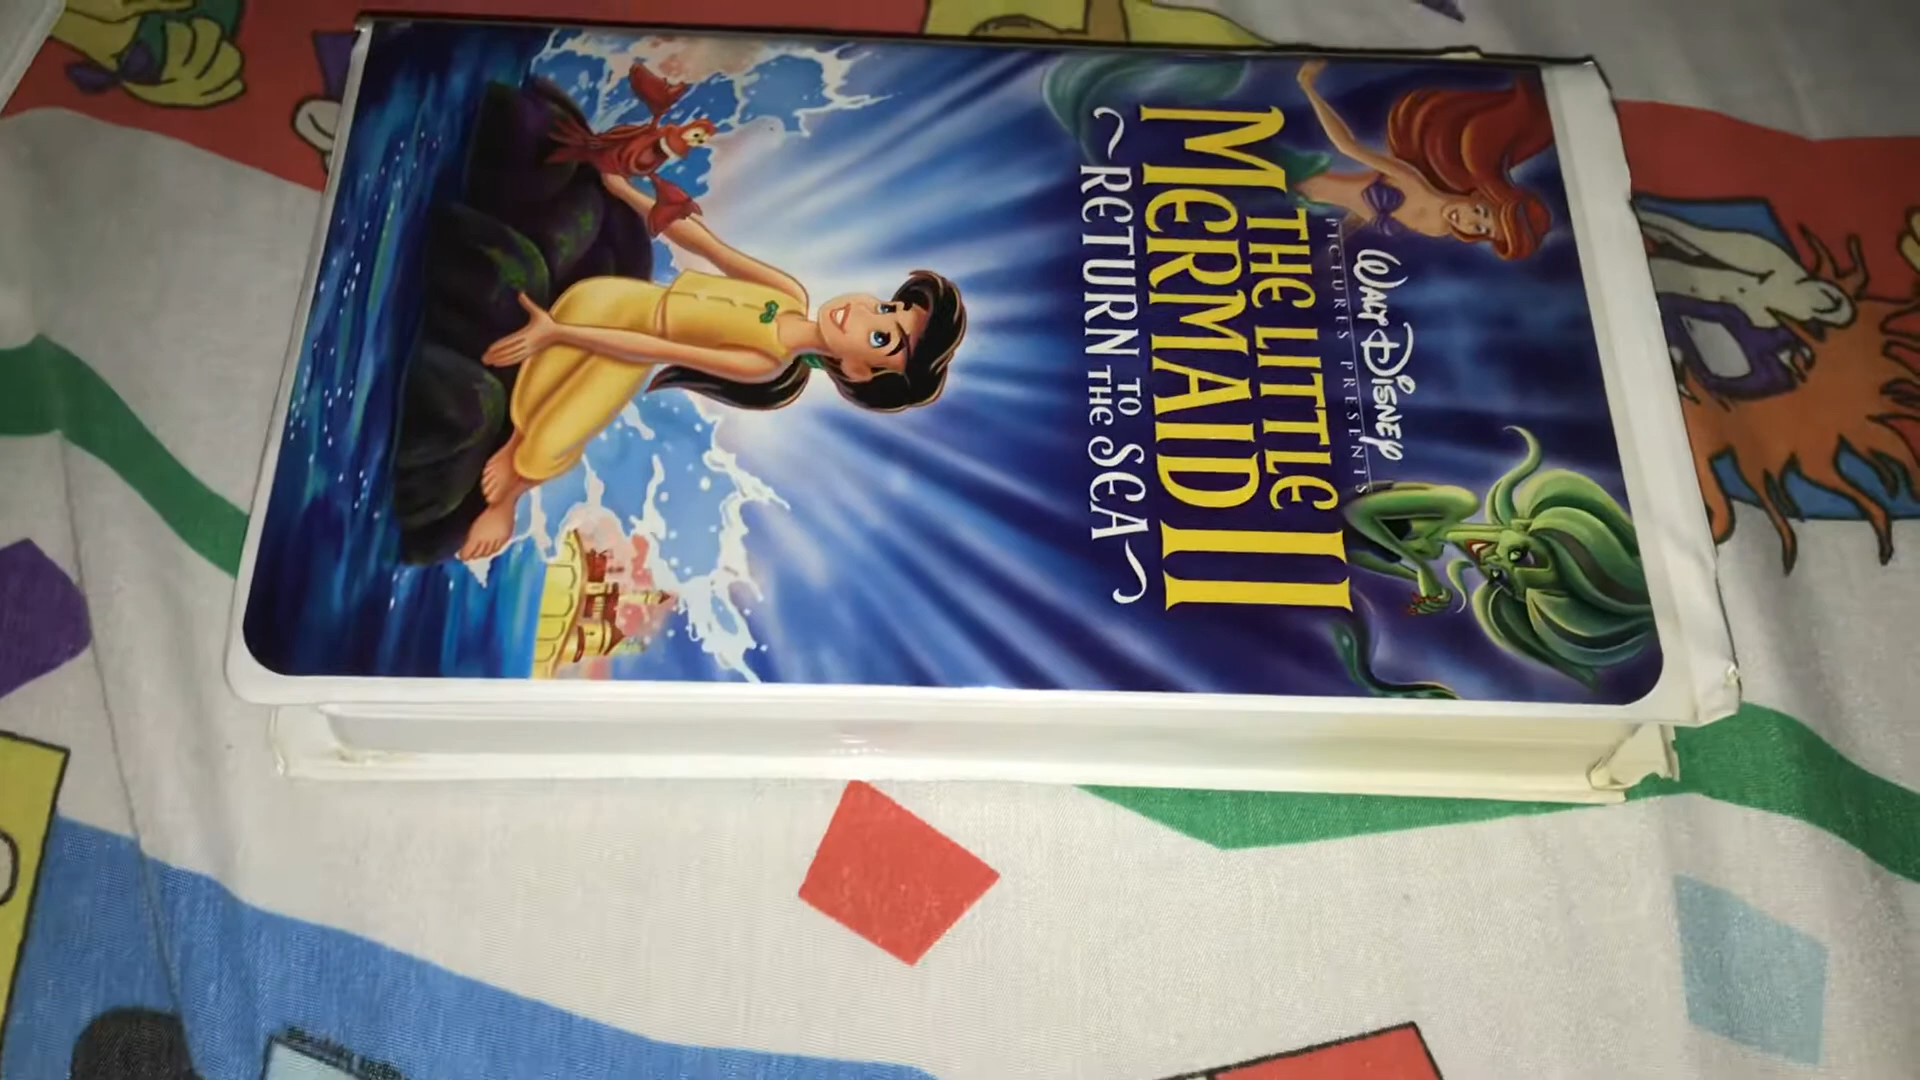 WALT DISNEY
PICTURES PRESENTS
THE LITTLE
MERMAID II
~RETURN TO THE SEA~